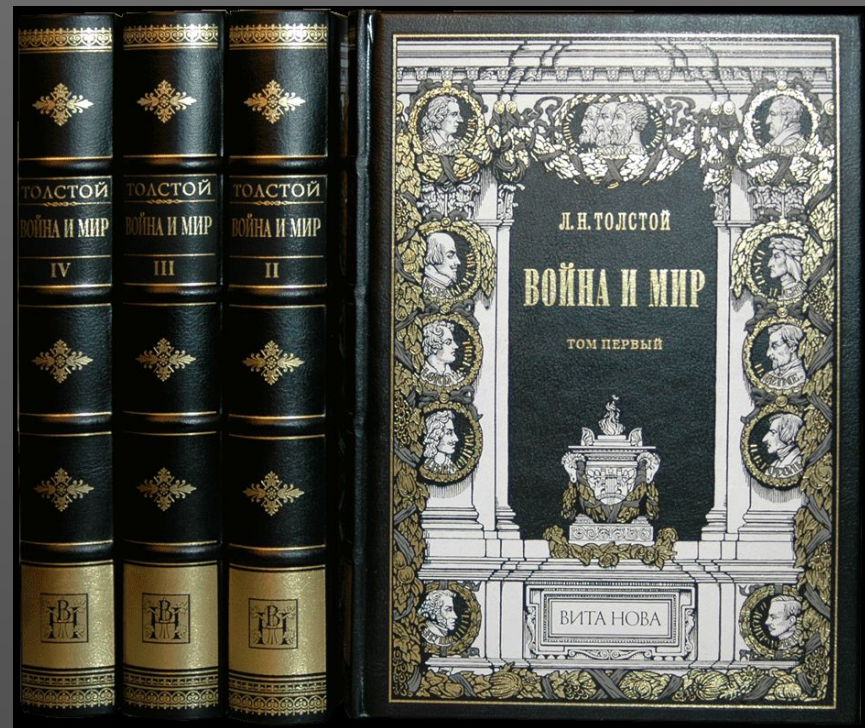 ТОЛСТОЙ
ВОЙНА И МИР
IV
ТОЛСТОЙ
ВОЙНА И МИР
III
ТОЛСТОЙ
ВОЙНА И МИР
II
Л.Н.ТОЛСТОЙ
ВОЙНА И МИР
ТОМ ПЕРВЫЙ
ВИТА НОВА